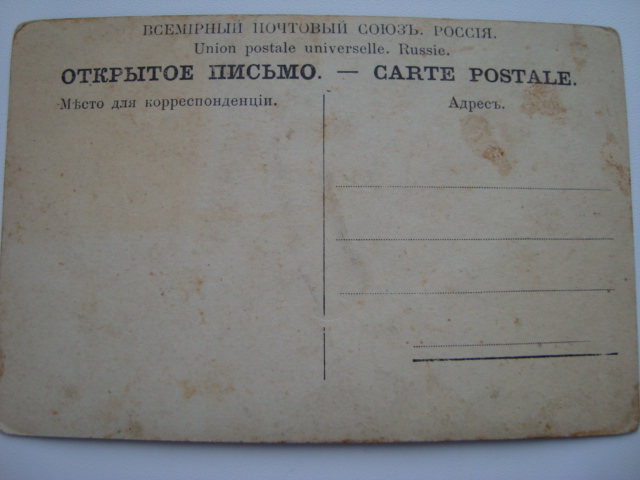 ВСЕМІРНЫЙ ПОЧТОВЫЙ СОЮЗЪ. РОССІЯ.
Union postale universelle. Russie.
ОТКРЫТОЕ ПИСЬМО. — CARTE POSTALE.
Мѣсто для корреспонденціи.
Адресъ.